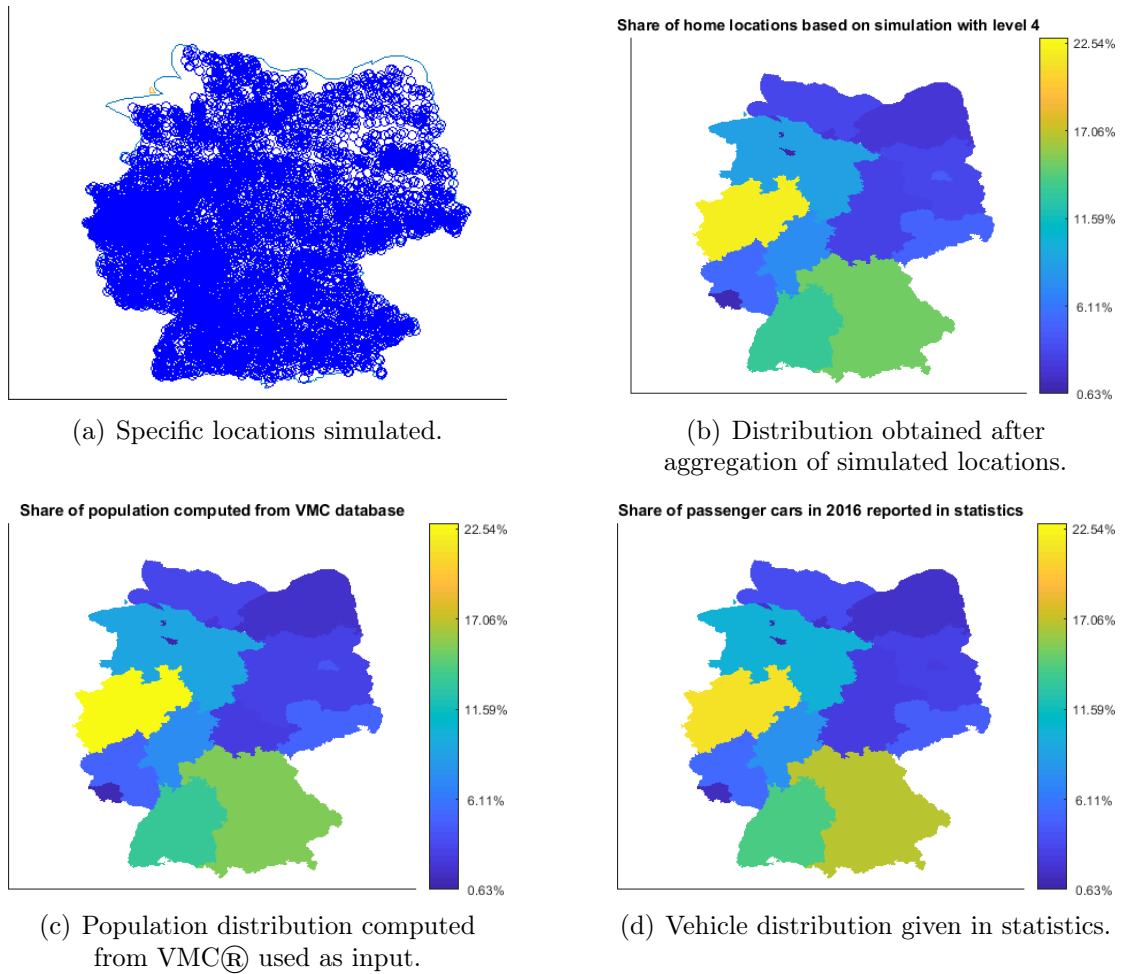 Share of home locations based on simulation with level 4
22.54%
17.06%
11.59%
6.11%
0.63%
(a) Specific locations simulated.
(b) Distribution obtained after
aggregation of simulated locations.
Share of population computed from VMC database
22.54%
17.06%
11.59%
6.11%
0.63%
Share of passenger cars in 2016 reported in statistics
22.54%
17.06%
11.59%
6.11%
0.63%
(c) Population distribution computed
from VMC® used as input.
(d) Vehicle distribution given in statistics.